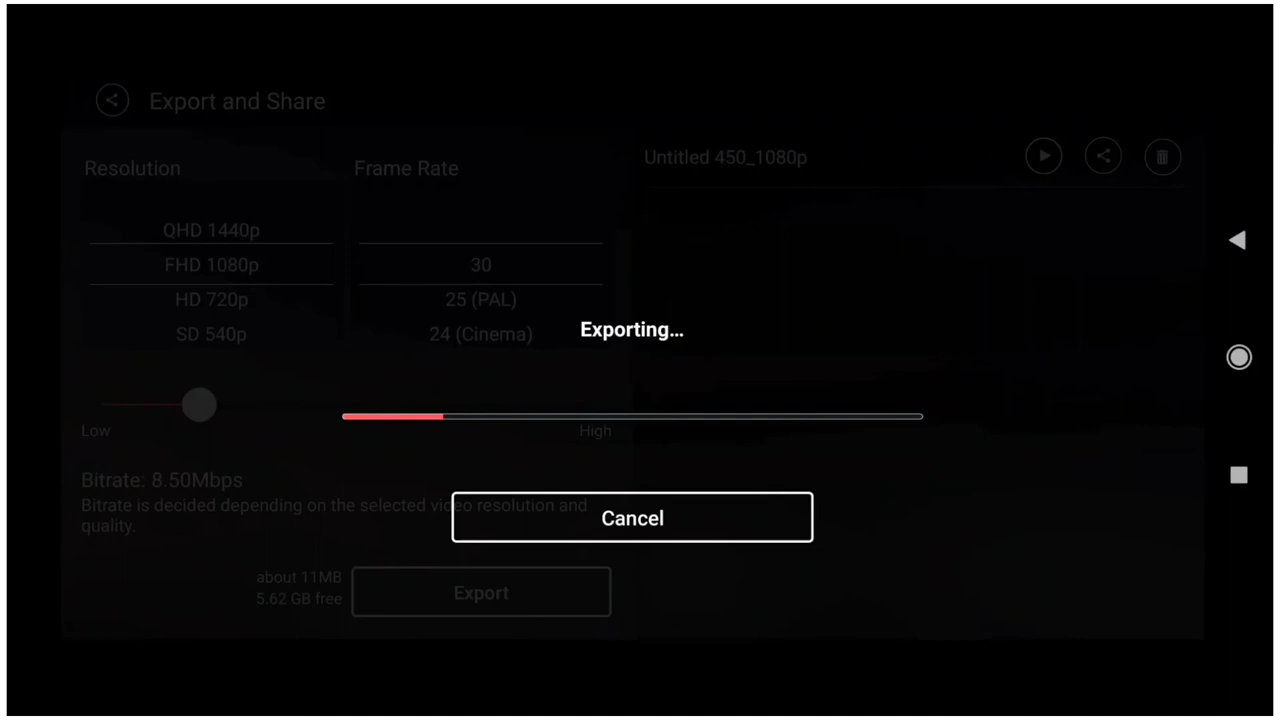 Export and Share
Resolution
Frame Rate
Untitled 450_1080p
QHD 1440p
FHD 1080p
30
HD 720p
25 (PAL)
SD 540p
24 (Cinema)
Exporting...
Low
High
Bitrate: 8.50Mbps
Bitrate is decided depending on the selected video resolution and
quality.
Cancel
about 11MB
5.62 GB free
Export